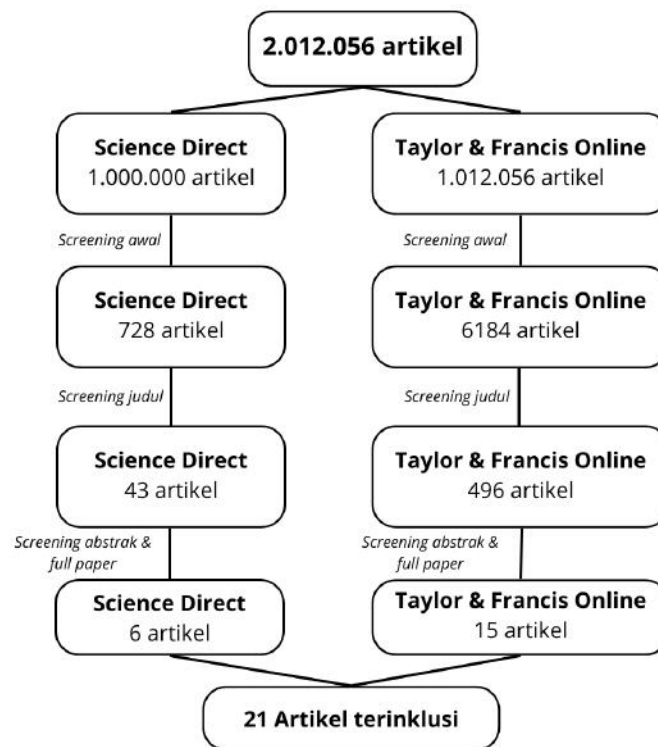 2.012.056 artikel
Science Direct
1.000.000 artikel
Taylor & Francis Online
1.012.056 artikel
Screening awal
Screening awal
Science Direct
728 artikel
Taylor & Francis Online
6184 artikel
Screening judul
Screening judul
Science Direct
43 artikel
Taylor & Francis Online
496 artikel
Screening abstrak &
full paper
Screening abstrak &
full paper
Science Direct
6 artikel
Taylor & Francis Online
15 artikel
21 Artikel terinklusi